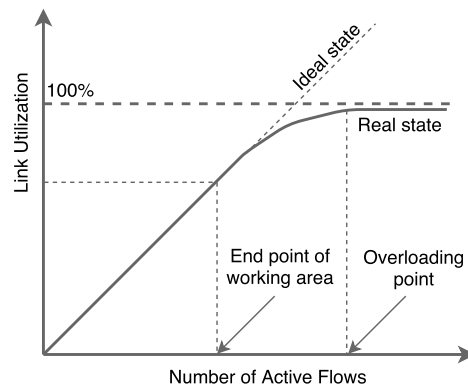 Ideal state
100%
Real state
Link Utilization
End point of
working area
Overloading
point
Number of Active Flows